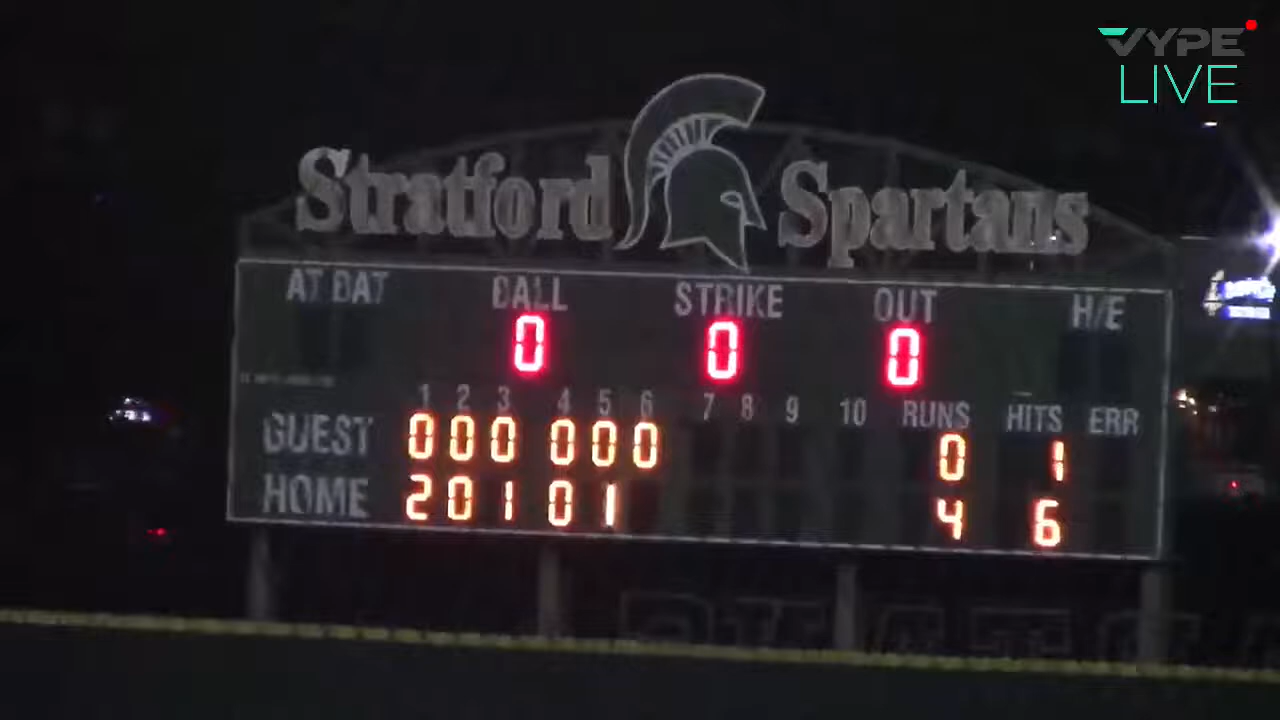 VYPE
LIVE
Stratford Spartans
AT BAT BALL STRIKE OUT H/E
0 0 0
1 2 3 4 5 6 7 8 9 10 RUNS HITS ERR
GUEST 0 0 0 0 0 0 0 1
HOME 2 0 1 0 1 4 6